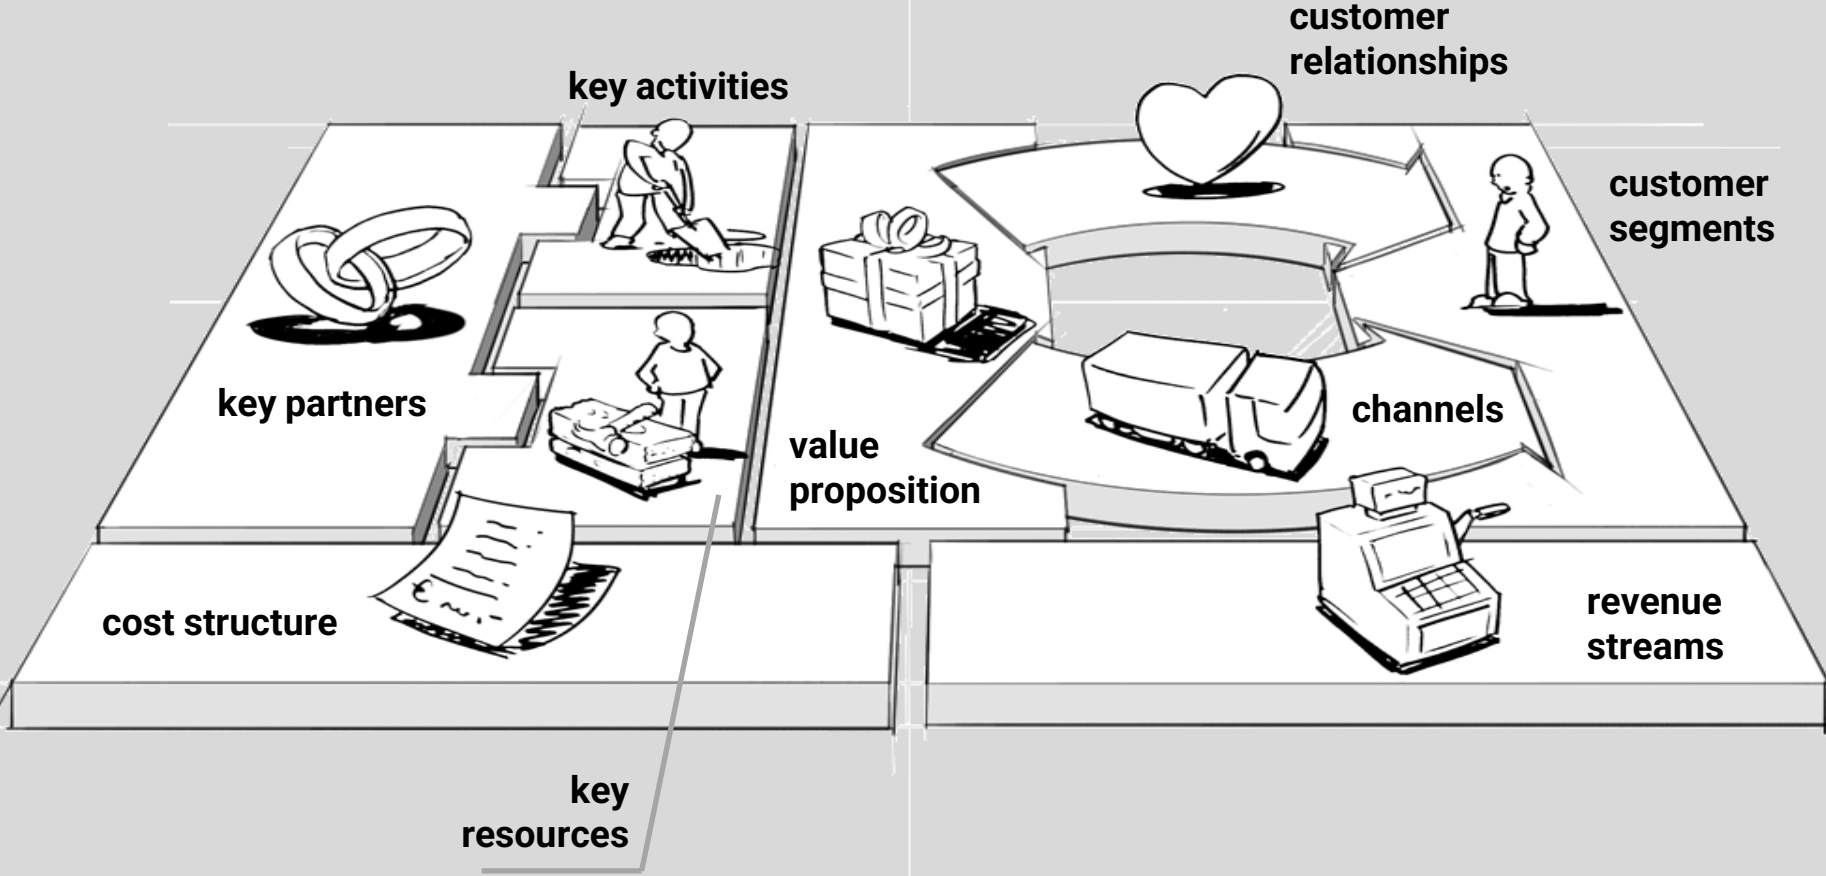 customer
relationships
key activities
customer
segments
key partners
channels
value
proposition
cost structure
€
revenue
streams
key
resources